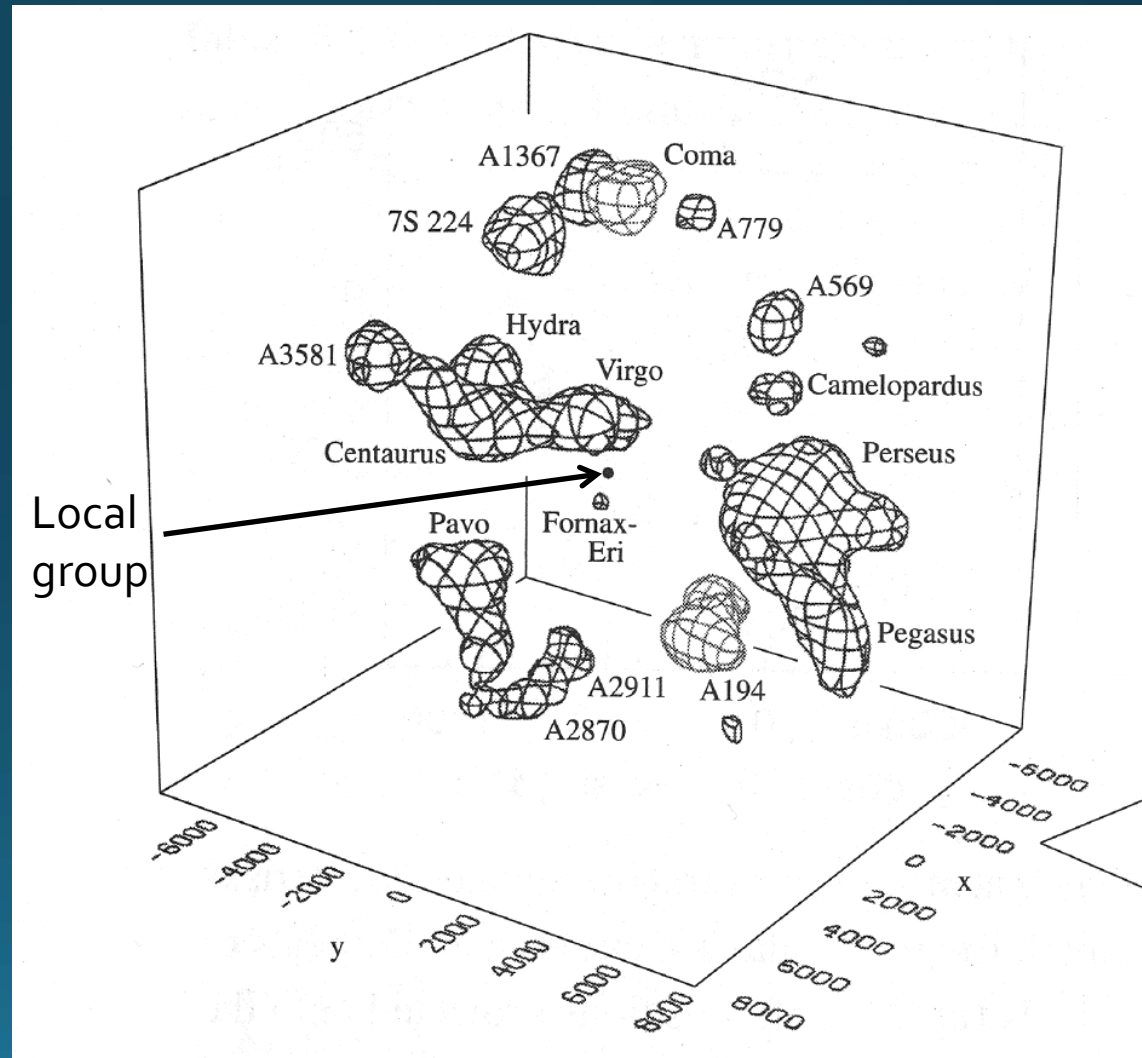 A1367
Coma
7S 224
A779
A569
Hydra
A3581
Virgo
Camelopardus
Centaurus
Perseus
Local
group
Pavo
Fornax-
Eri
Pegasus
A2911
A194
A2870
-6000
-4000
-2000
0
2000
4000
6000
8000
y
-6000
-4000
-2000
0
2000
4000
6000
8000
x